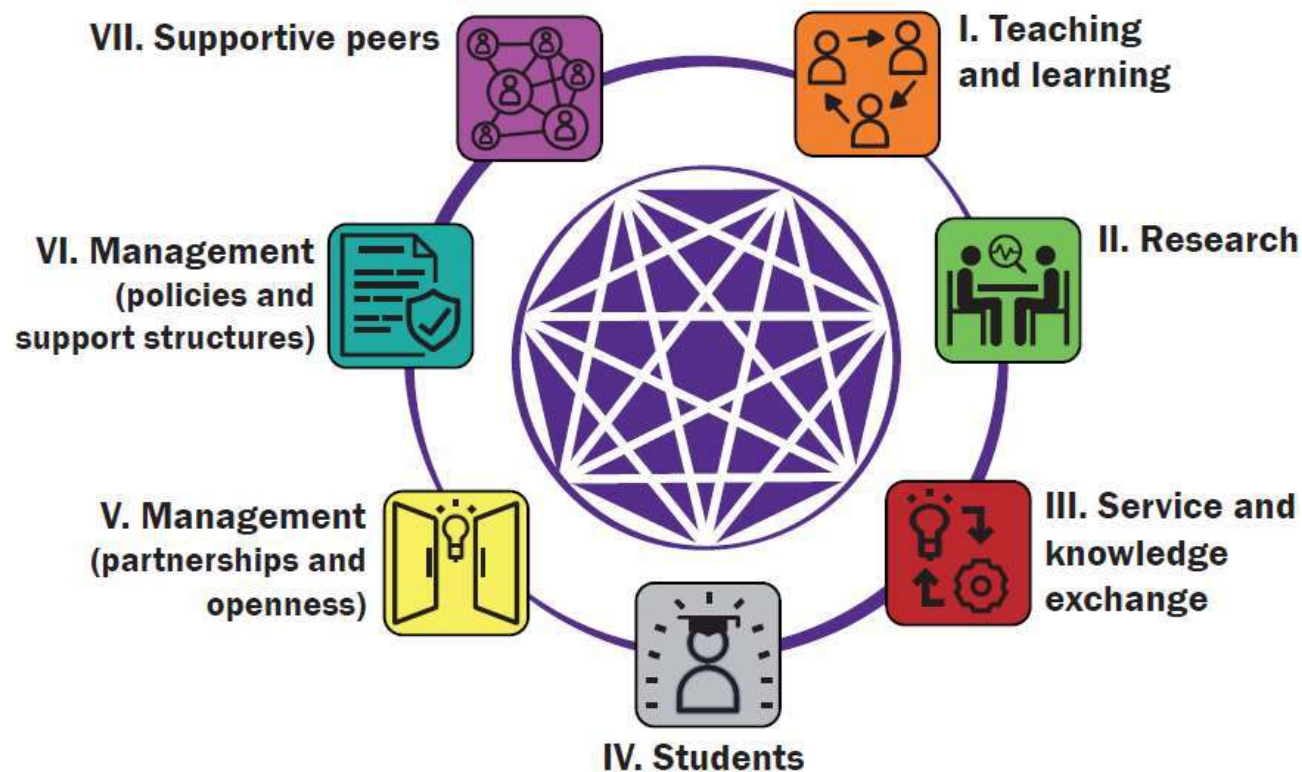 I. Teaching
and learning
II. Research
III. Service and
knowledge
exchange
IV. Students
V. Management
(partnerships and
openness)
VI. Management
(policies and
support structures)
VII. Supportive peers